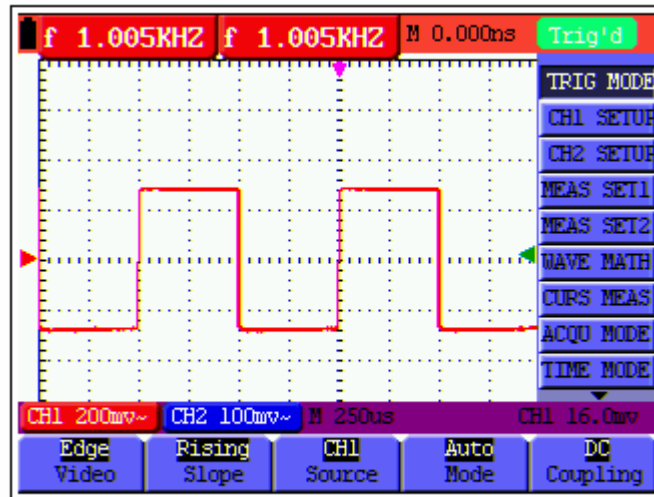 f 1.005KHZ f 1.005KHZ M 0.000ns Trig'd
TRIG MODE
CH1 SETUP
CH2 SETUP
MEAS SET1
MEAS SET2
WAVE MATH
CURS MEAS
ACQU MODE
TIME MODE
CH1 200mv~ CH2 100mv~ M 250us CH1 16.0mv
Edge Rising CH1 Auto DC
Video Slope Source Mode Coupling